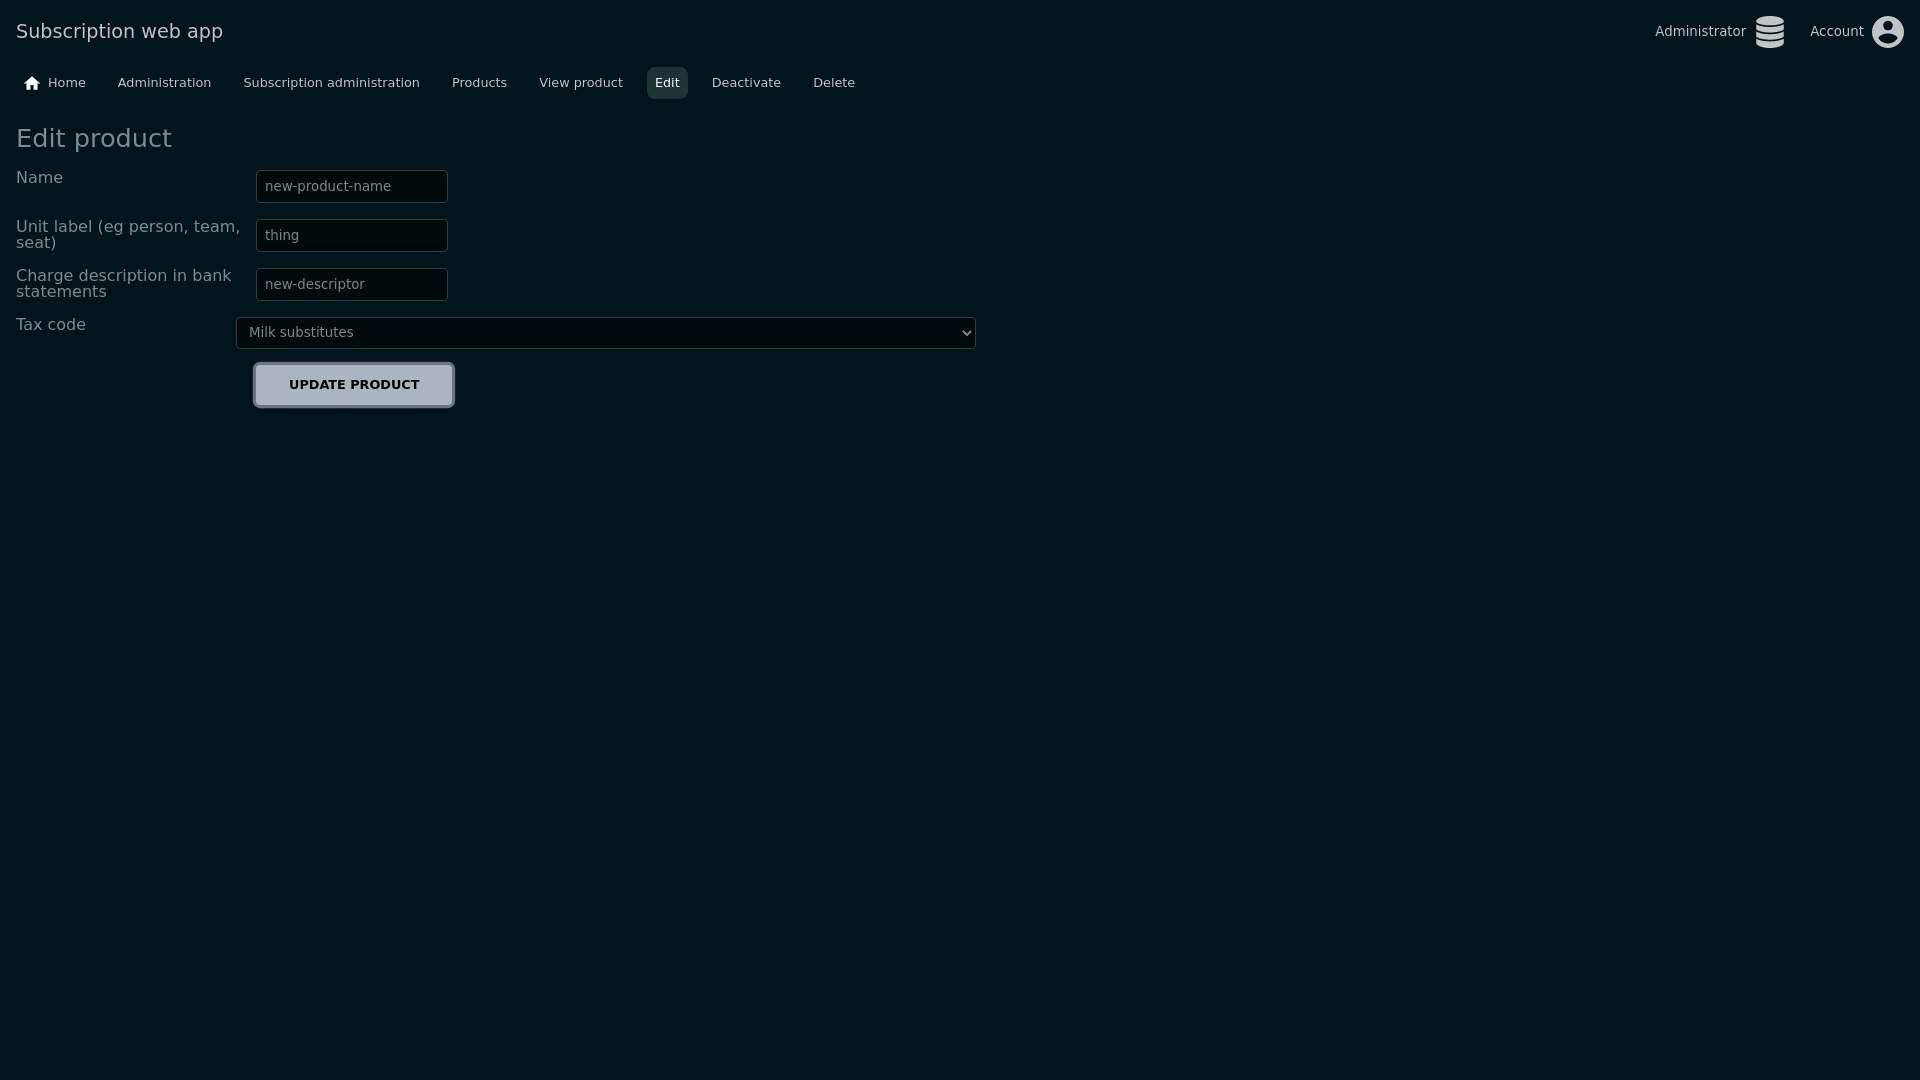 Subscription web app
Administrator
Account
Home
Administration
Subscription administration
Products
View product
Edit
Deactivate
Delete
Edit product
Name
new-product-name
Unit label (eg person, team,
seat)
thing
Charge description in bank
statements
new-descriptor
Tax code
Milk substitutes
UPDATE PRODUCT